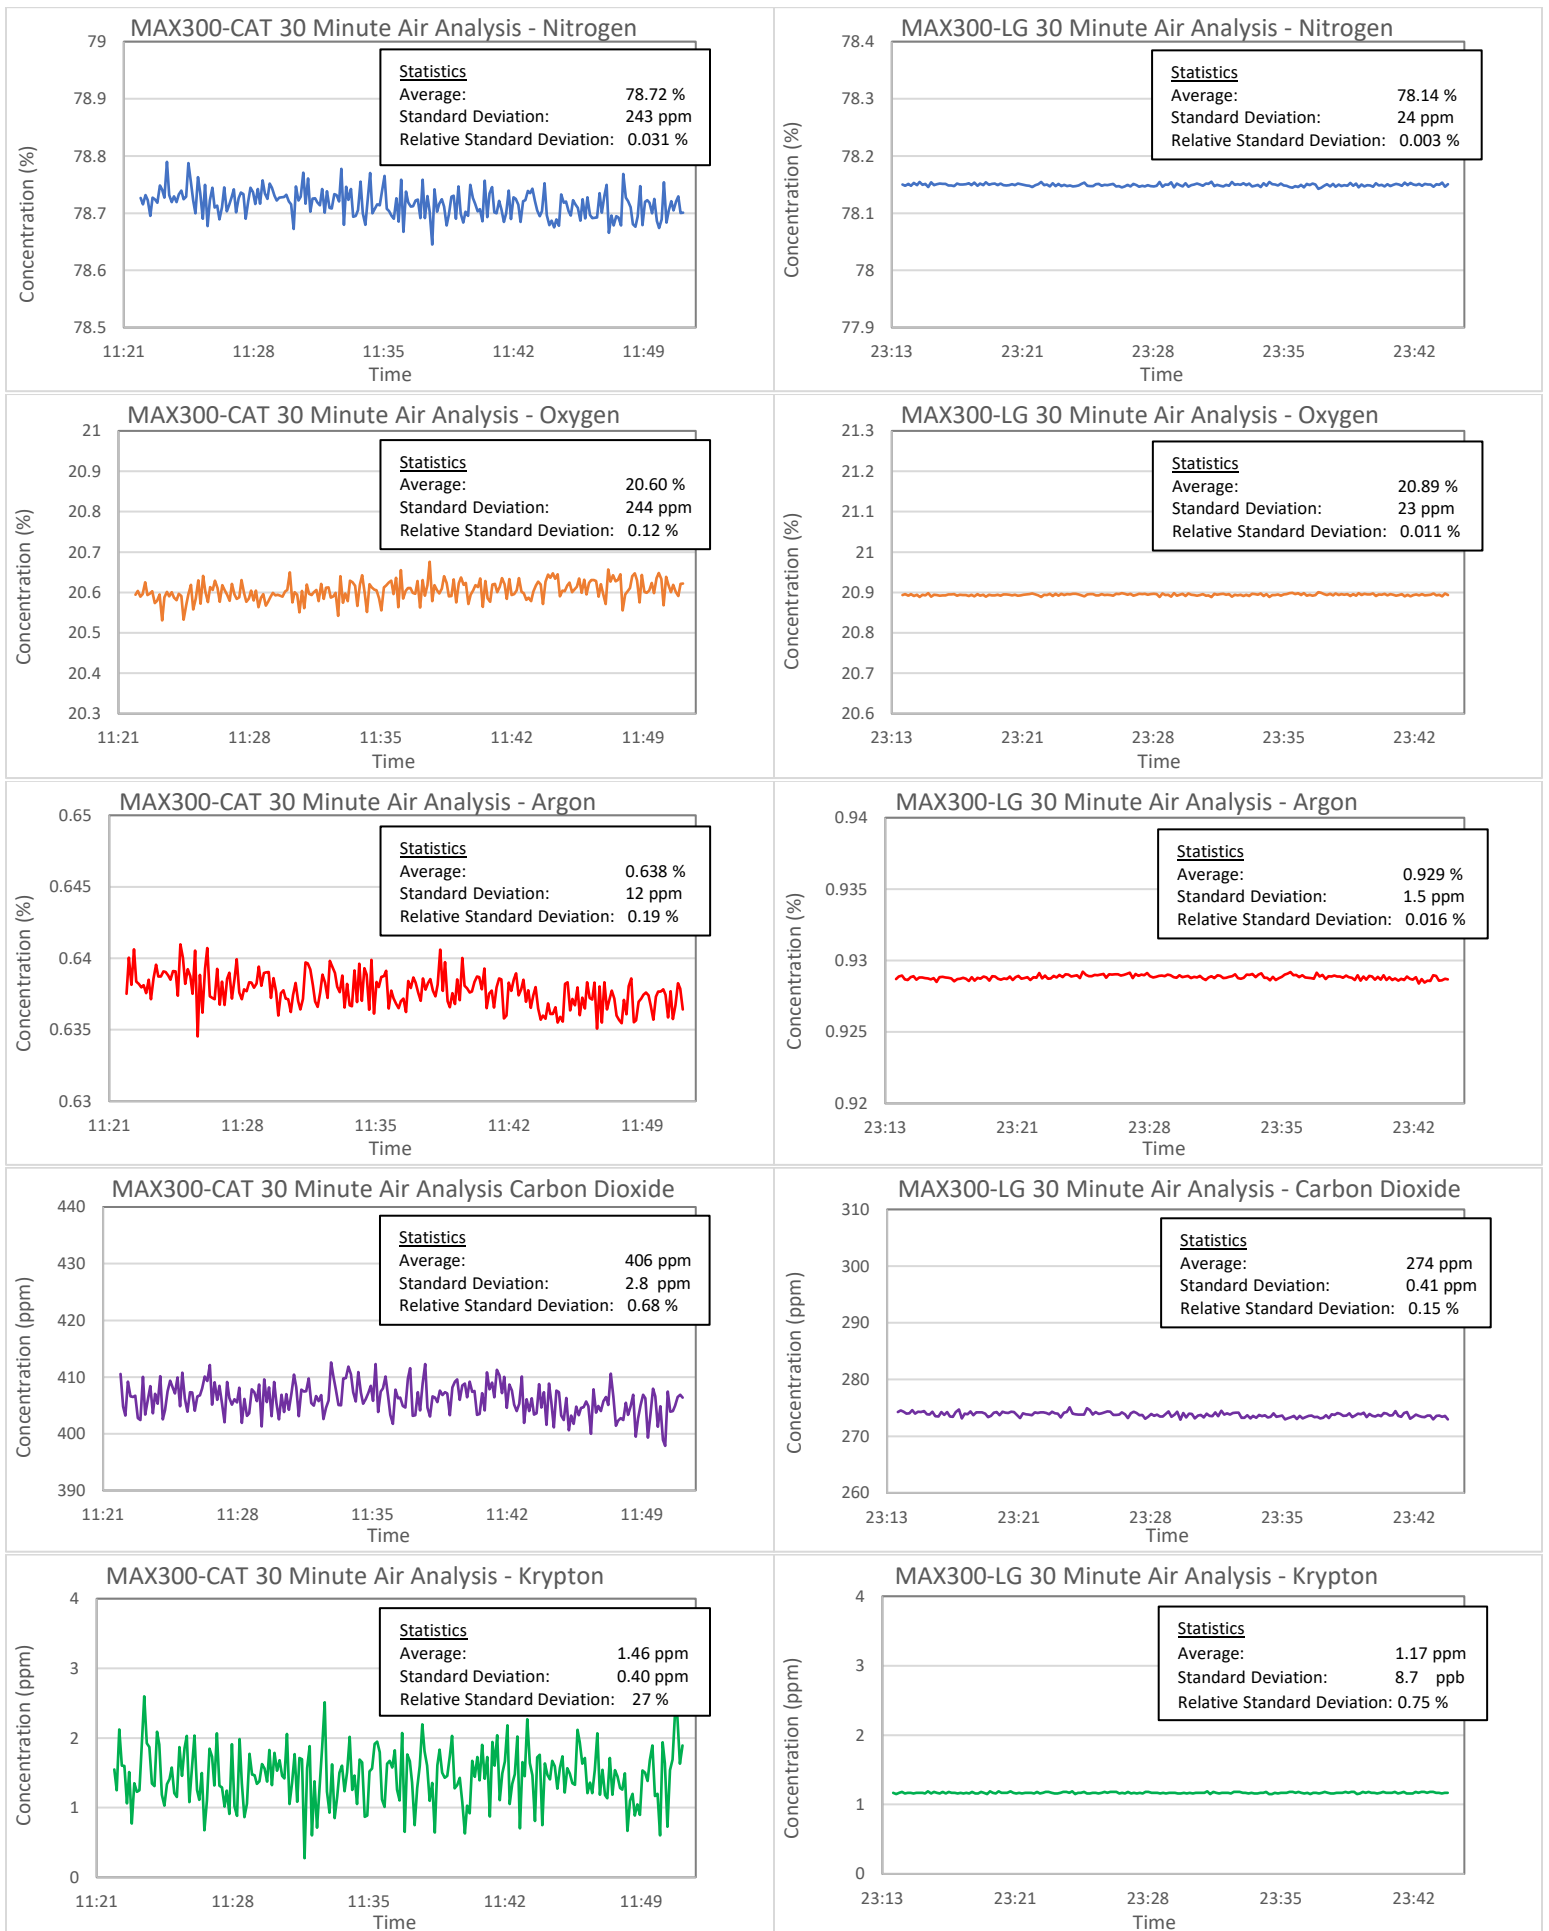 MAX300-CAT 30 Minute Air Analysis - Nitrogen
Concentration (%)
79
78.9
78.8
78.7
78.6
78.5
11:21 11:28 11:35 11:42 11:49
Time
Statistics
Average: 78.72 %
Standard Deviation: 243 ppm
Relative Standard Deviation: 0.031 %
MAX300-LG 30 Minute Air Analysis - Nitrogen
Concentration (%)
78.4
78.3
78.2
78.1
78
77.9
23:13 23:21 23:28 23:35 23:42
Time
Statistics
Average: 78.14 %
Standard Deviation: 24 ppm
Relative Standard Deviation: 0.003 %
MAX300-CAT 30 Minute Air Analysis - Oxygen
Concentration (%)
21
20.9
20.8
20.7
20.6
20.5
20.4
20.3
11:21 11:28 11:35 11:42 11:49
Time
Statistics
Average: 20.60 %
Standard Deviation: 244 ppm
Relative Standard Deviation: 0.12 %
MAX300-LG 30 Minute Air Analysis - Oxygen
Concentration (%)
21.3
21.2
21.1
21
20.9
20.8
20.7
20.6
23:13 23:21 23:28 23:35 23:42
Time
Statistics
Average: 20.89 %
Standard Deviation: 23 ppm
Relative Standard Deviation: 0.011 %
MAX300-CAT 30 Minute Air Analysis - Argon
Concentration (%)
0.65
0.645
0.64
0.635
0.63
11:21 11:28 11:35 11:42 11:49
Time
Statistics
Average: 0.638 %
Standard Deviation: 12 ppm
Relative Standard Deviation: 0.19 %
MAX300-LG 30 Minute Air Analysis - Argon
Concentration (%)
0.94
0.935
0.93
0.925
0.92
23:13 23:21 23:28 23:35 23:42
Time
Statistics
Average: 0.929 %
Standard Deviation: 1.5 ppm
Relative Standard Deviation: 0.016 %
MAX300-CAT 30 Minute Air Analysis Carbon Dioxide
Concentration (ppm)
440
430
420
410
400
390
11:21 11:28 11:35 11:42 11:49
Time
Statistics
Average: 406 ppm
Standard Deviation: 2.8 ppm
Relative Standard Deviation: 0.68 %
MAX300-LG 30 Minute Air Analysis - Carbon Dioxide
Concentration (ppm)
310
300
290
280
270
260
23:13 23:21 23:28 23:35 23:42
Time
Statistics
Average: 274 ppm
Standard Deviation: 0.41 ppm
Relative Standard Deviation: 0.15 %
MAX300-CAT 30 Minute Air Analysis - Krypton
Concentration (ppm)
4
3
2
1
0
11:21 11:28 11:35 11:42 11:49
Time
Statistics
Average: 1.46 ppm
Standard Deviation: 0.40 ppm
Relative Standard Deviation: 27 %
MAX300-LG 30 Minute Air Analysis - Krypton
Concentration (ppm)
4
3
2
1
0
23:13 23:21 23:28 23:35 23:42
Time
Statistics
Average: 1.17 ppm
Standard Deviation: 8.7 ppb
Relative Standard Deviation: 0.75 %